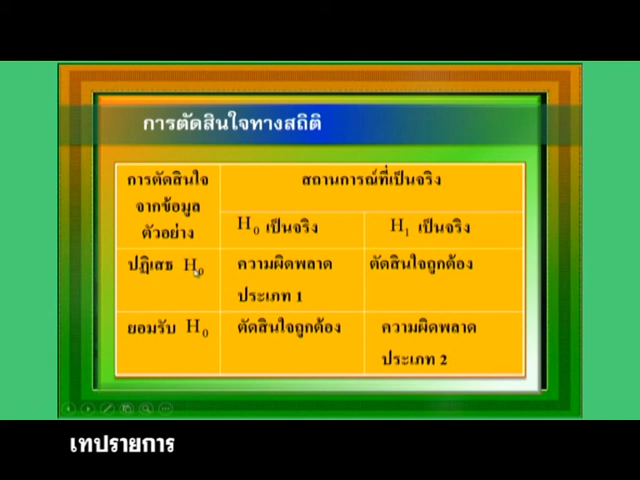 การตัดสินใจทางสถิติ
การตัดสินใจ
จากข้อมูล
ตัวอย่าง
สถานการณ์ที่เป็นจริง
H₀ เป็นจริง
H₁ เป็นจริง
ปฏิเสธ H₀
ความผิดพลาด
ประเภท 1
ตัดสินใจถูกต้อง
ยอมรับ H₀
ตัดสินใจถูกต้อง
ความผิดพลาด
ประเภท 2
เทปรายการ